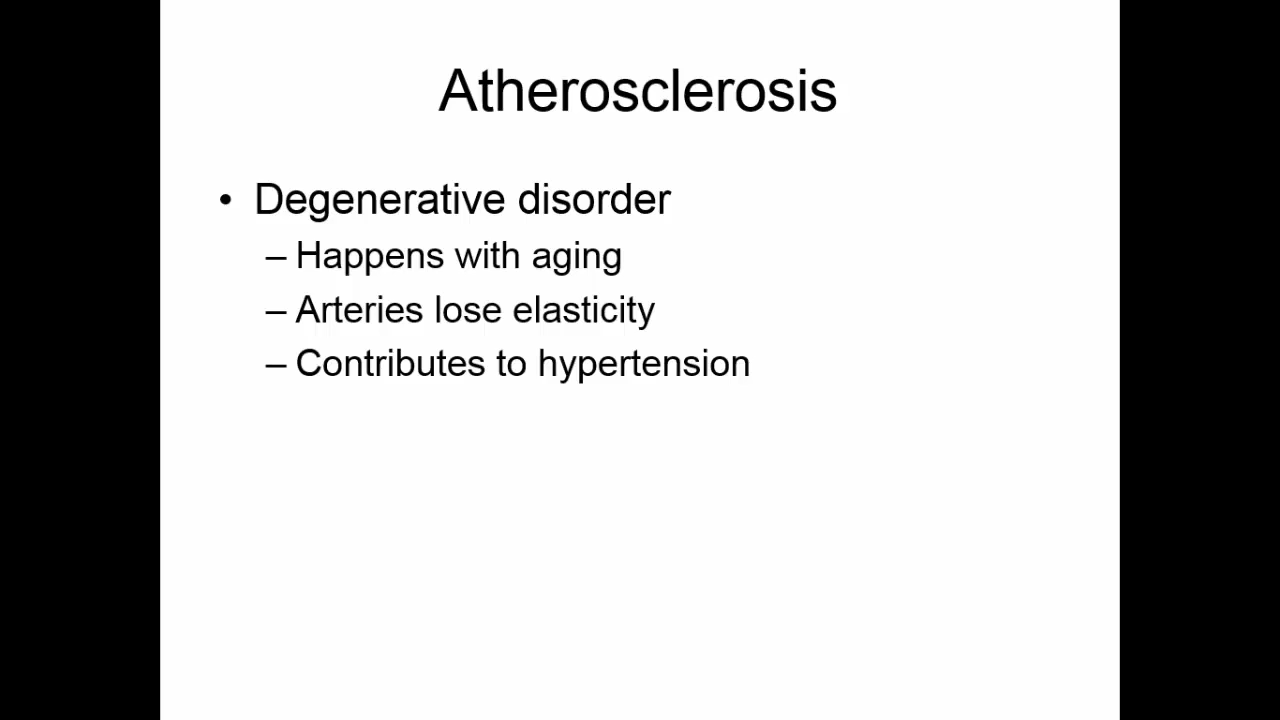 Atherosclerosis
• Degenerative disorder
– Happens with aging
– Arteries lose elasticity
– Contributes to hypertension